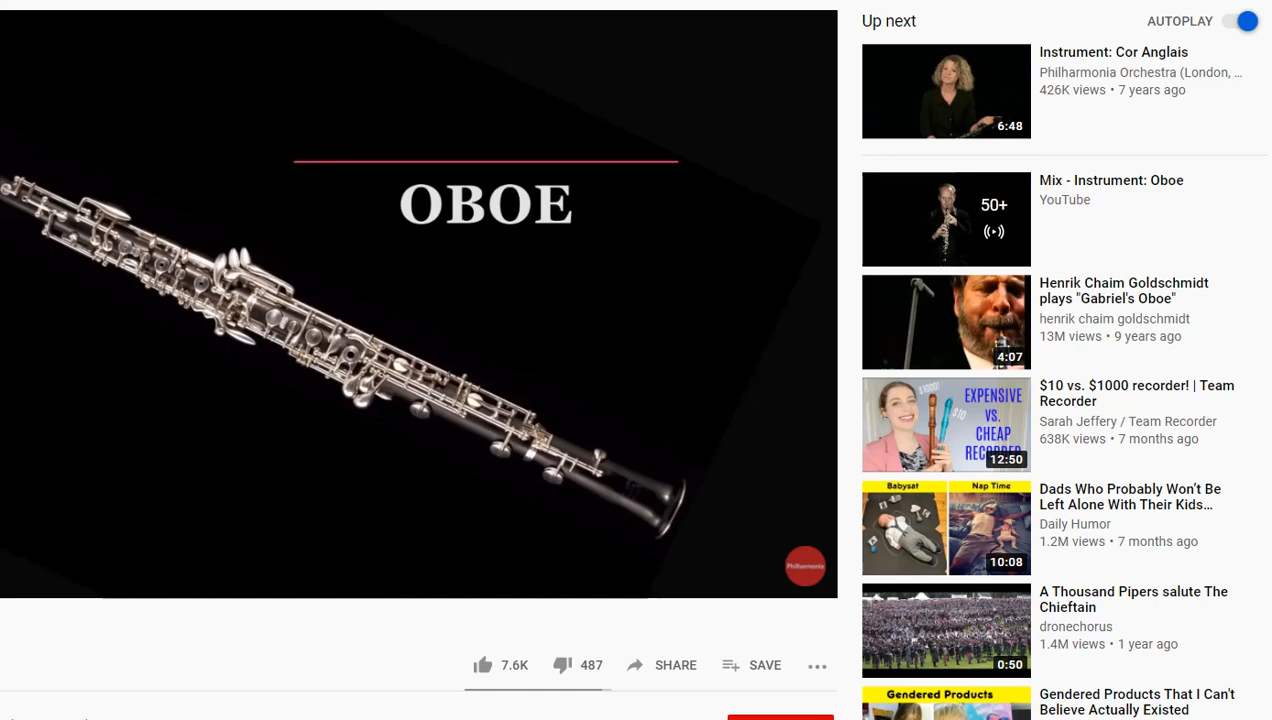 OBOE
Philharmonia
7.6K
487
SHARE
SAVE
Up next
AUTOPLAY
Instrument: Cor Anglais
Philharmonia Orchestra (London, …
426K views • 7 years ago
6:48
Mix - Instrument: Oboe
YouTube
50+
Henrik Chaim Goldschmidt
plays "Gabriel's Oboe"
henrik chaim goldschmidt
13M views • 9 years ago
4:07
$10 vs. $1000 recorder! | Team
Recorder
Sarah Jeffery / Team Recorder
638K views • 7 months ago
$1000!
$10
EXPENSIVE
VS.
CHEAP
12:50
Dads Who Probably Won’t Be
Left Alone With Their Kids…
Daily Humor
1.2M views • 7 months ago
Babysat
Nap Time
10:08
A Thousand Pipers salute The
Chieftain
dronechorus
1.4M views • 1 year ago
0:50
Gendered Products That I Can't
Believe Actually Existed
Gendered Products